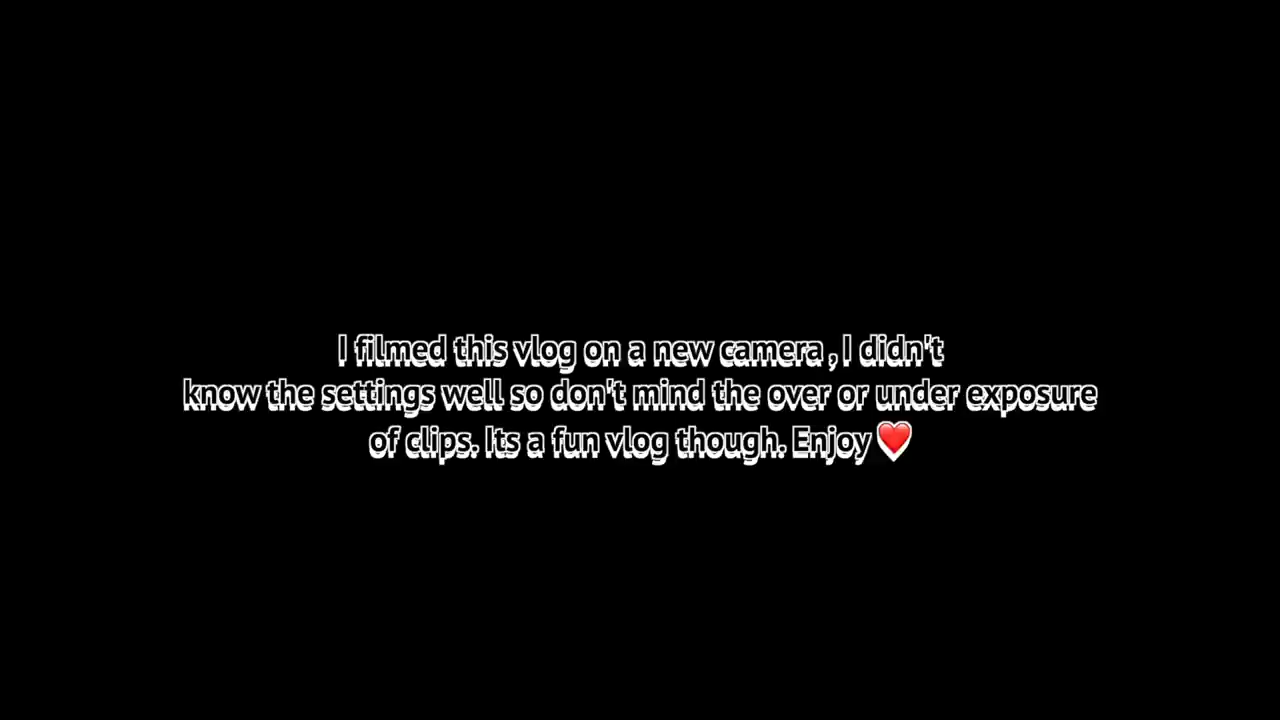 I filmed this vlog on a new camera , I didn't
know the settings well so don't mind the over or under exposure
of clips. Its a fun vlog though. Enjoy ❤️